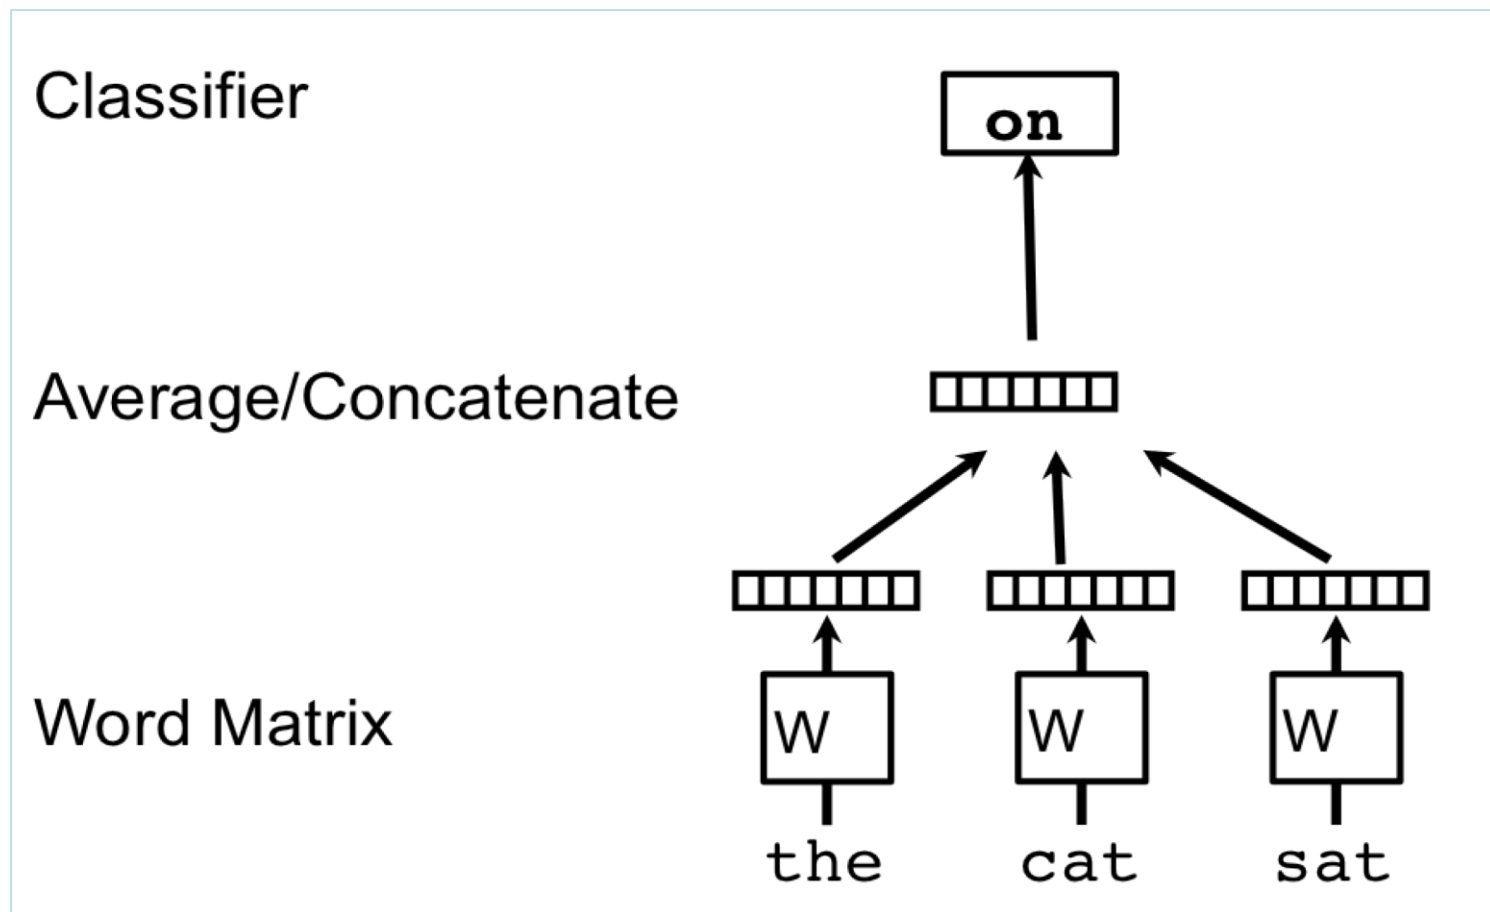 Classifier
on
Average/Concatenate
Word Matrix
W W W
the cat sat